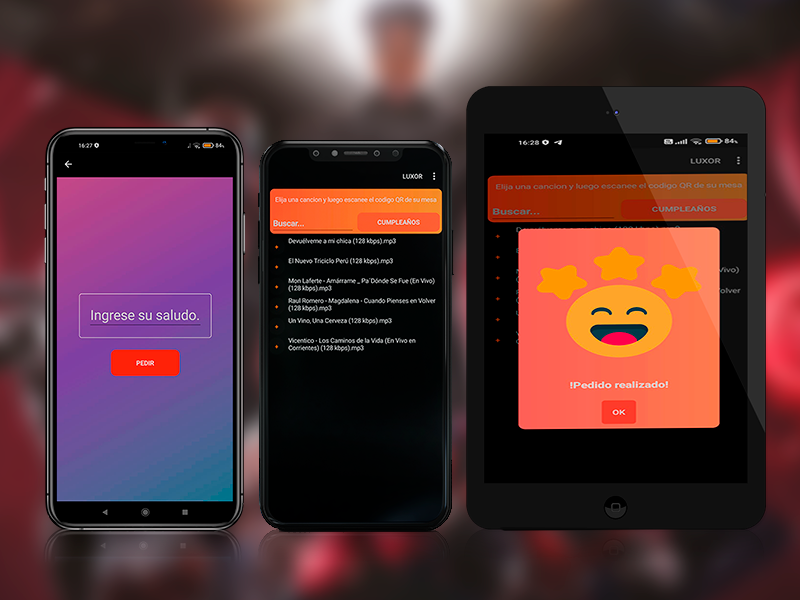 16:27
84%
Ingrese su saludo.
PEDIR
LUXOR
Elija una cancion y luego escanee el codigo QR de su mesa
Buscar...
CUMPLEAÑOS
Devuélveme a mi chica (128 kbps).mp3
El Nuevo Triciclo Perú (128 kbps).mp3
Mon Laferte - Amárrame _ Pa´Dónde Se Fue (En Vivo)
(128 kbps).mp3
Raul Romero - Magdalena - Cuando Pienses en Volver
(128 kbps).mp3
Un Vino, Una Cerveza (128 kbps).mp3
Vicentico - Los Caminos de la Vida (En Vivo en
Corrientes) (128 kbps).mp3
16:28
84%
LUXOR
Elija una cancion y luego escanee el codigo QR de su mesa
Buscar...
CUMPLEAÑOS
Vivo)
Volver
!Pedido realizado!
OK